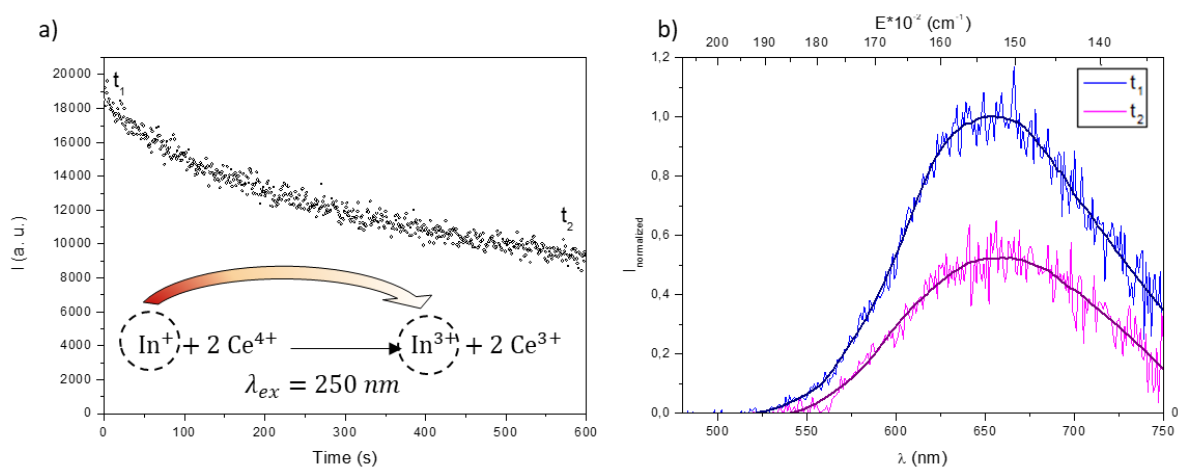 a)
I (a. u.)
20000
18000
16000
14000
12000
10000
8000
6000
4000
2000
0
t₁
t₂
In⁺ + 2 Ce⁴⁺ → In³⁺ + 2 Ce³⁺
λₑₓ = 250 nm
0 100 200 300 400 500 600
Time (s)
b)
E*10⁻² (cm⁻¹)
200 190 180 170 160 150 140
I normalized
1,2
1,0
0,8
0,6
0,4
0,2
0,0
t₁
t₂
0
500 550 600 650 700 750
λ (nm)